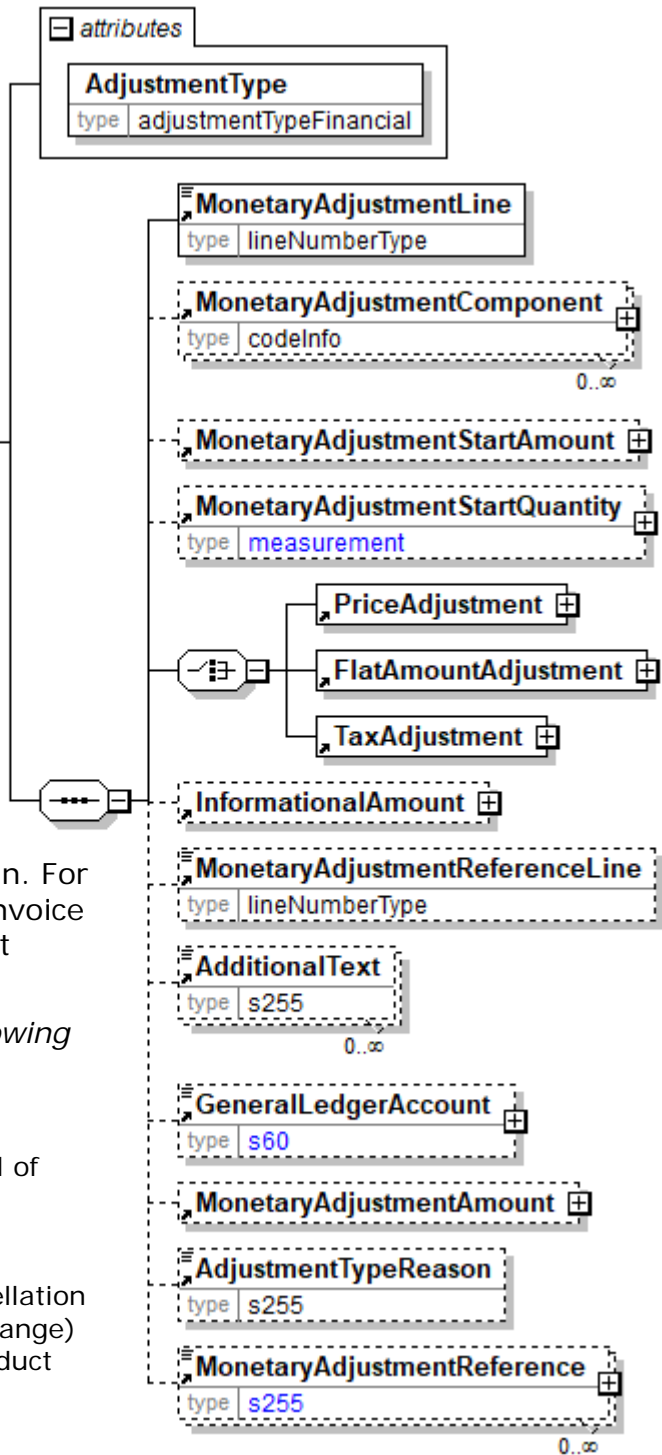 attributes
AdjustmentType
type adjustmentTypeFinancial
MonetaryAdjustmentLine
type lineNumberType
MonetaryAdjustmentComponent
type codeInfo
0..∞
MonetaryAdjustmentStartAmount
MonetaryAdjustmentStartQuantity
type measurement
PriceAdjustment
FlatAmountAdjustment
TaxAdjustment
InformationalAmount
MonetaryAdjustmentReferenceLine
type lineNumberType
AdditionalText
type s255
0..∞
GeneralLedgerAccount
type s60
MonetaryAdjustmentAmount
AdjustmentTypeReason
type s255
MonetaryAdjustmentReference
type s255
0..∞
n. For
nvoice
t
owing
l of
ellation
ange)
duct